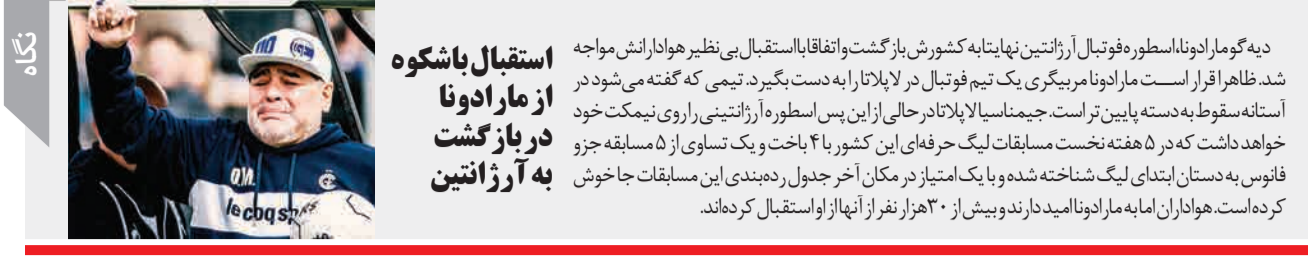 نگاه
استقبال باشکوه
از مارادونا
در بازگشت
به آرژانتین
دیه گو مارادونا، اسطوره فوتبال آرژانتین نهایتا به کشورش بازگشت و اتفاقا با استقبال بی‌نظیر هوادارانش مواجه
شد. ظاهرا قرار است مارادونا مربیگری یک تیم فوتبال در لاپلاتا را به دست بگیرد. تیمی که گفته می‌شود در
آستانه سقوط به دسته پایین‌تر است. جیمناسیا لاپلاتا در حالی از این پس اسطوره آرژانتینی را روی نیمکت خود
خواهد داشت که در ۵ هفته نخست مسابقات لیگ حرفه‌ای این کشور با ۴ باخت و یک تساوی از ۵ مسابقه جزو
فانوس به دستان ابتدای لیگ شناخته شده و با یک امتیاز در مکان آخر جدول رده‌بندی این مسابقات جا خوش
کرده است. هواداران اما به مارادونا امید دارند و بیش از ۳۰ هزار نفر از آنها از او استقبال کرده‌اند.
D.M.
le coq sp